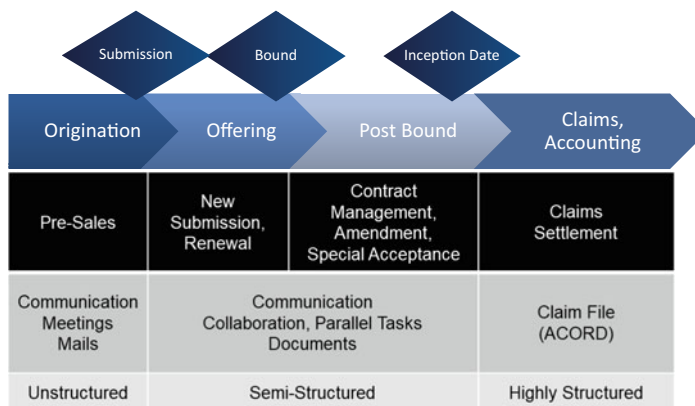 Submission
Bound
Inception Date
Origination
Offering
Post Bound
Claims,
Accounting
Pre-Sales
New
Submission,
Renewal
Contract
Management,
Amendment,
Special Acceptance
Claims
Settlement
Communication
Meetings
Mails
Communication
Collaboration, Parallel Tasks
Documents
Claim File
(ACORD)
Unstructured
Semi-Structured
Highly Structured